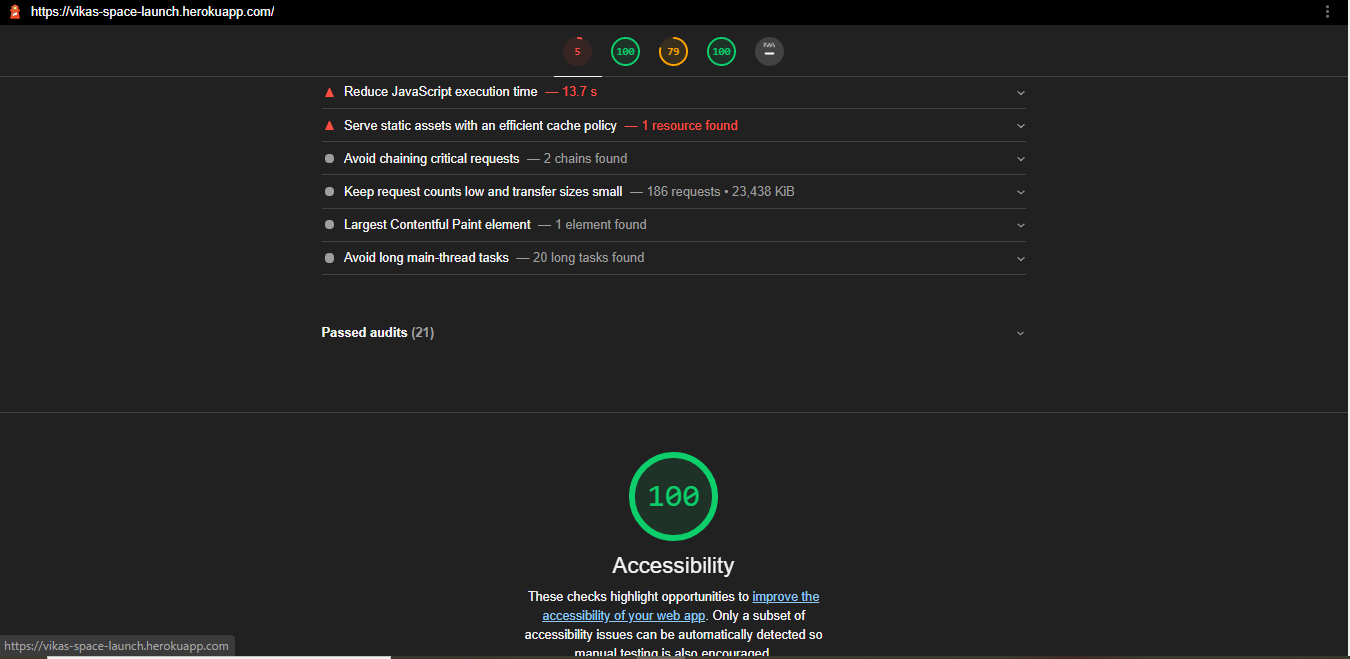 https://vikas-space-launch.herokuapp.com/
5 100 79 100 PWA
Reduce JavaScript execution time — 13.7 s
Serve static assets with an efficient cache policy — 1 resource found
Avoid chaining critical requests — 2 chains found
Keep request counts low and transfer sizes small — 186 requests • 23,438 KiB
Largest Contentful Paint element — 1 element found
Avoid long main-thread tasks — 20 long tasks found
Passed audits (21)
100
Accessibility
These checks highlight opportunities to improve the
accessibility of your web app. Only a subset of
accessibility issues can be automatically detected so
manual testing is also encouraged.
https://vikas-space-launch.herokuapp.com